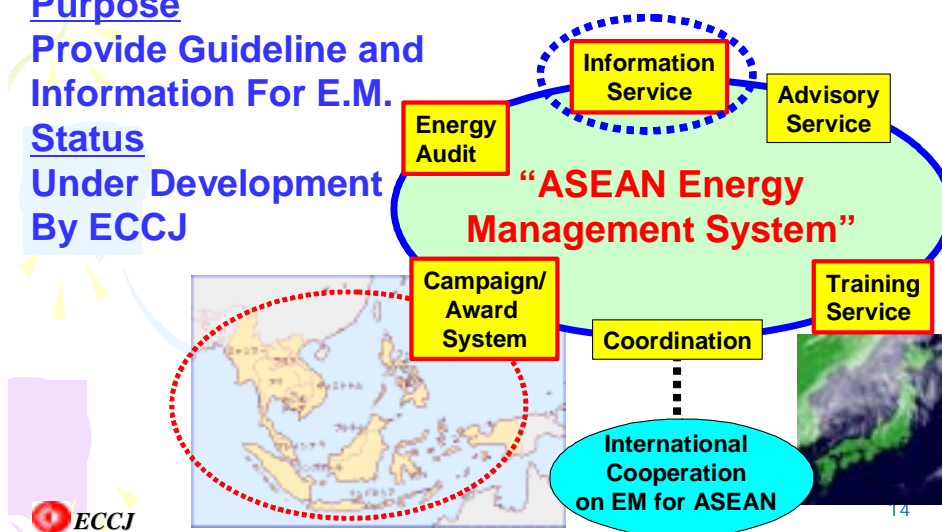 Purpose
Provide Guideline and
Information For E.M.
Status
Under Development
By ECCJ
Information
Service
Advisory
Service
Energy
Audit
“ASEAN Energy
Management System”
Campaign/
Award
System
Training
Service
Coordination
International
Cooperation
on EM for ASEAN
ECCJ
14